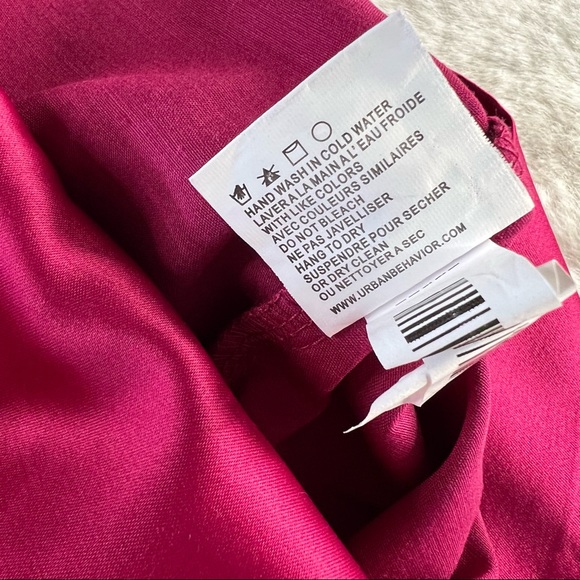 HAND WASH IN COLD WATER
LAVER A LA MAIN A L' EAU FROIDE
WITH LIKE COLORS
AVEC COULEURS SIMILAIRES
DO NOT BLEACH
NE PAS JAVELLISER
HANG TO DRY
SUSPENDRE POUR SECHER
OR DRY CLEAN
OU NETTOYER A SEC
WWW.URBANBEHAVIOR.COM